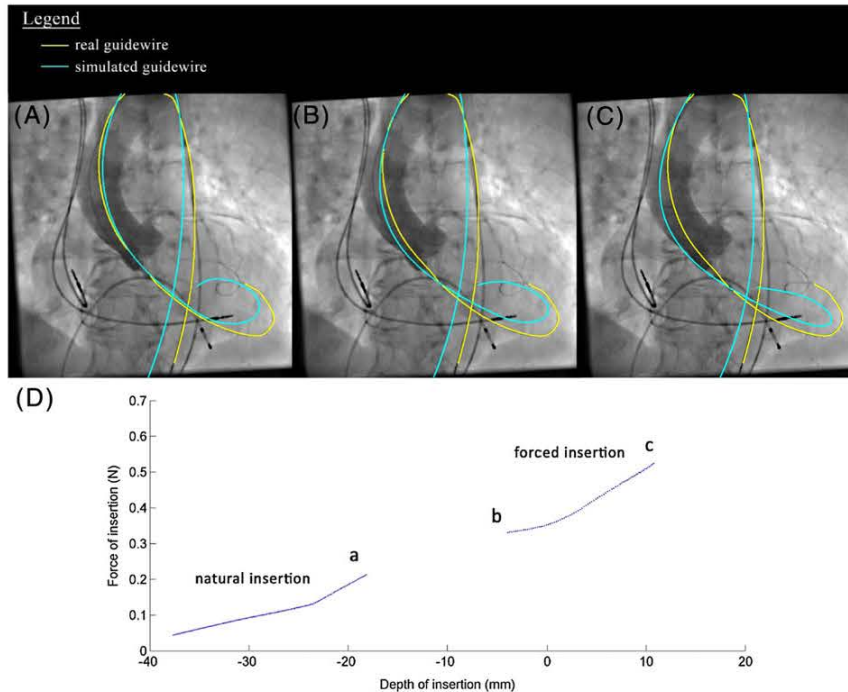 Legend
real guidewire
simulated guidewire
(A)
(B)
(C)
(D)
0.7
0.6
0.5
0.4
0.3
0.2
0.1
0
Force of insertion (N)
natural insertion
a
b
forced insertion
c
-40
-30
-20
-10
0
10
20
Depth of insertion (mm)